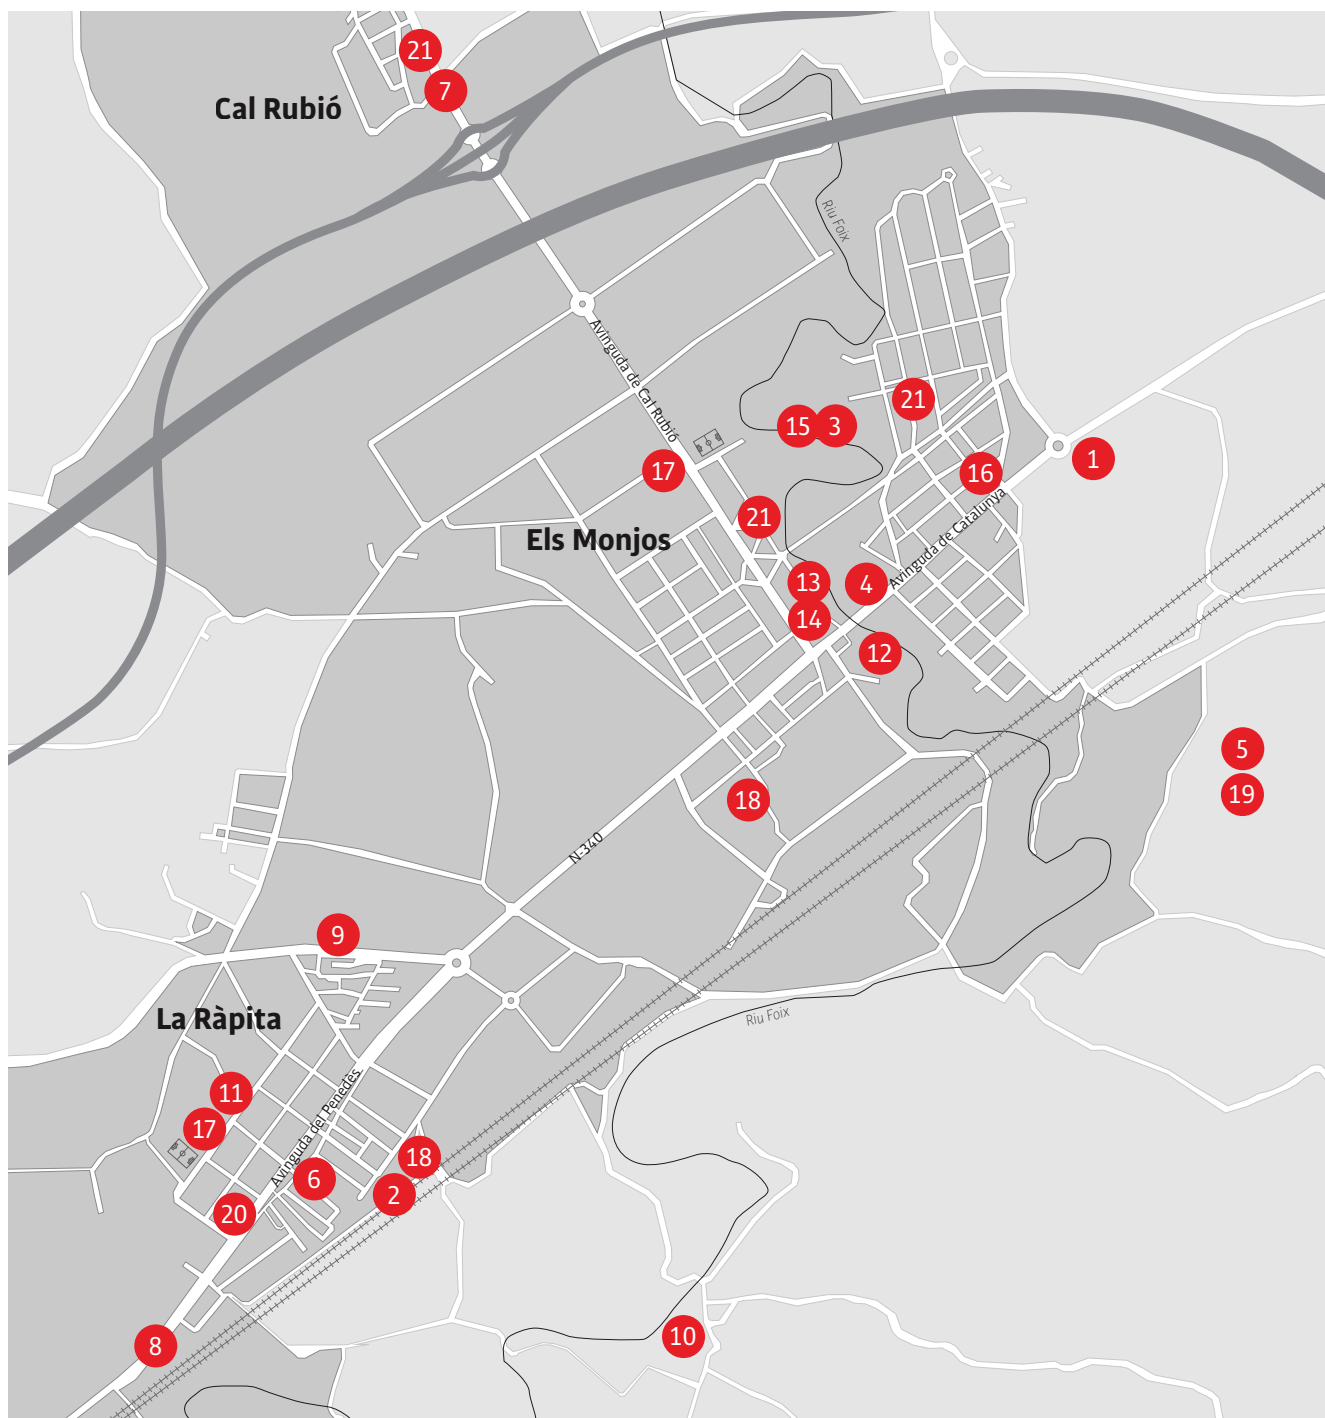 21
7
Cal Rubió
Riu Foix
Avinguda de Cal Rubió
21
15
3
1
17
16
21
Els Monjos
Avinguda de Catalunya
13
4
14
12
5
19
18
N-340
9
La Ràpita
Riu Foix
11
17
Avinguda del Penedès
18
6
2
20
10
8